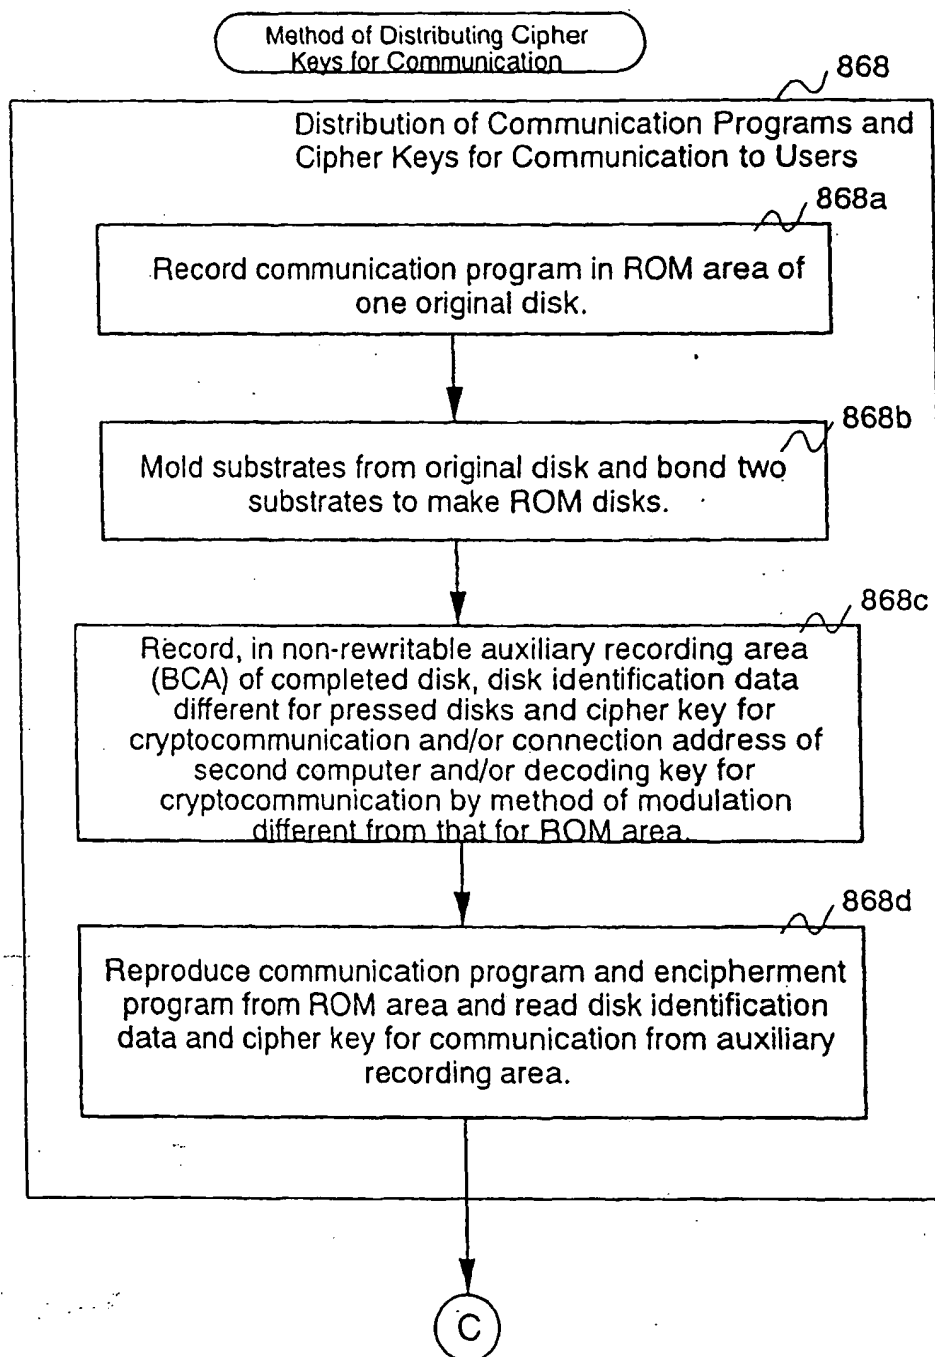 Method of Distributing Cipher
Keys for Communication
868
Distribution of Communication Programs and
Cipher Keys for Communication to Users
868a
Record communication program in ROM area of
one original disk.
868b
Mold substrates from original disk and bond two
substrates to make ROM disks.
868c
Record, in non-rewritable auxiliary recording area
(BCA) of completed disk, disk identification data
different for pressed disks and cipher key for
cryptocommunication and/or connection address of
second computer and/or decoding key for
cryptocommunication by method of modulation
different from that for ROM area.
868d
Reproduce communication program and encipherment
program from ROM area and read disk identification
data and cipher key for communication from auxiliary
recording area.
C